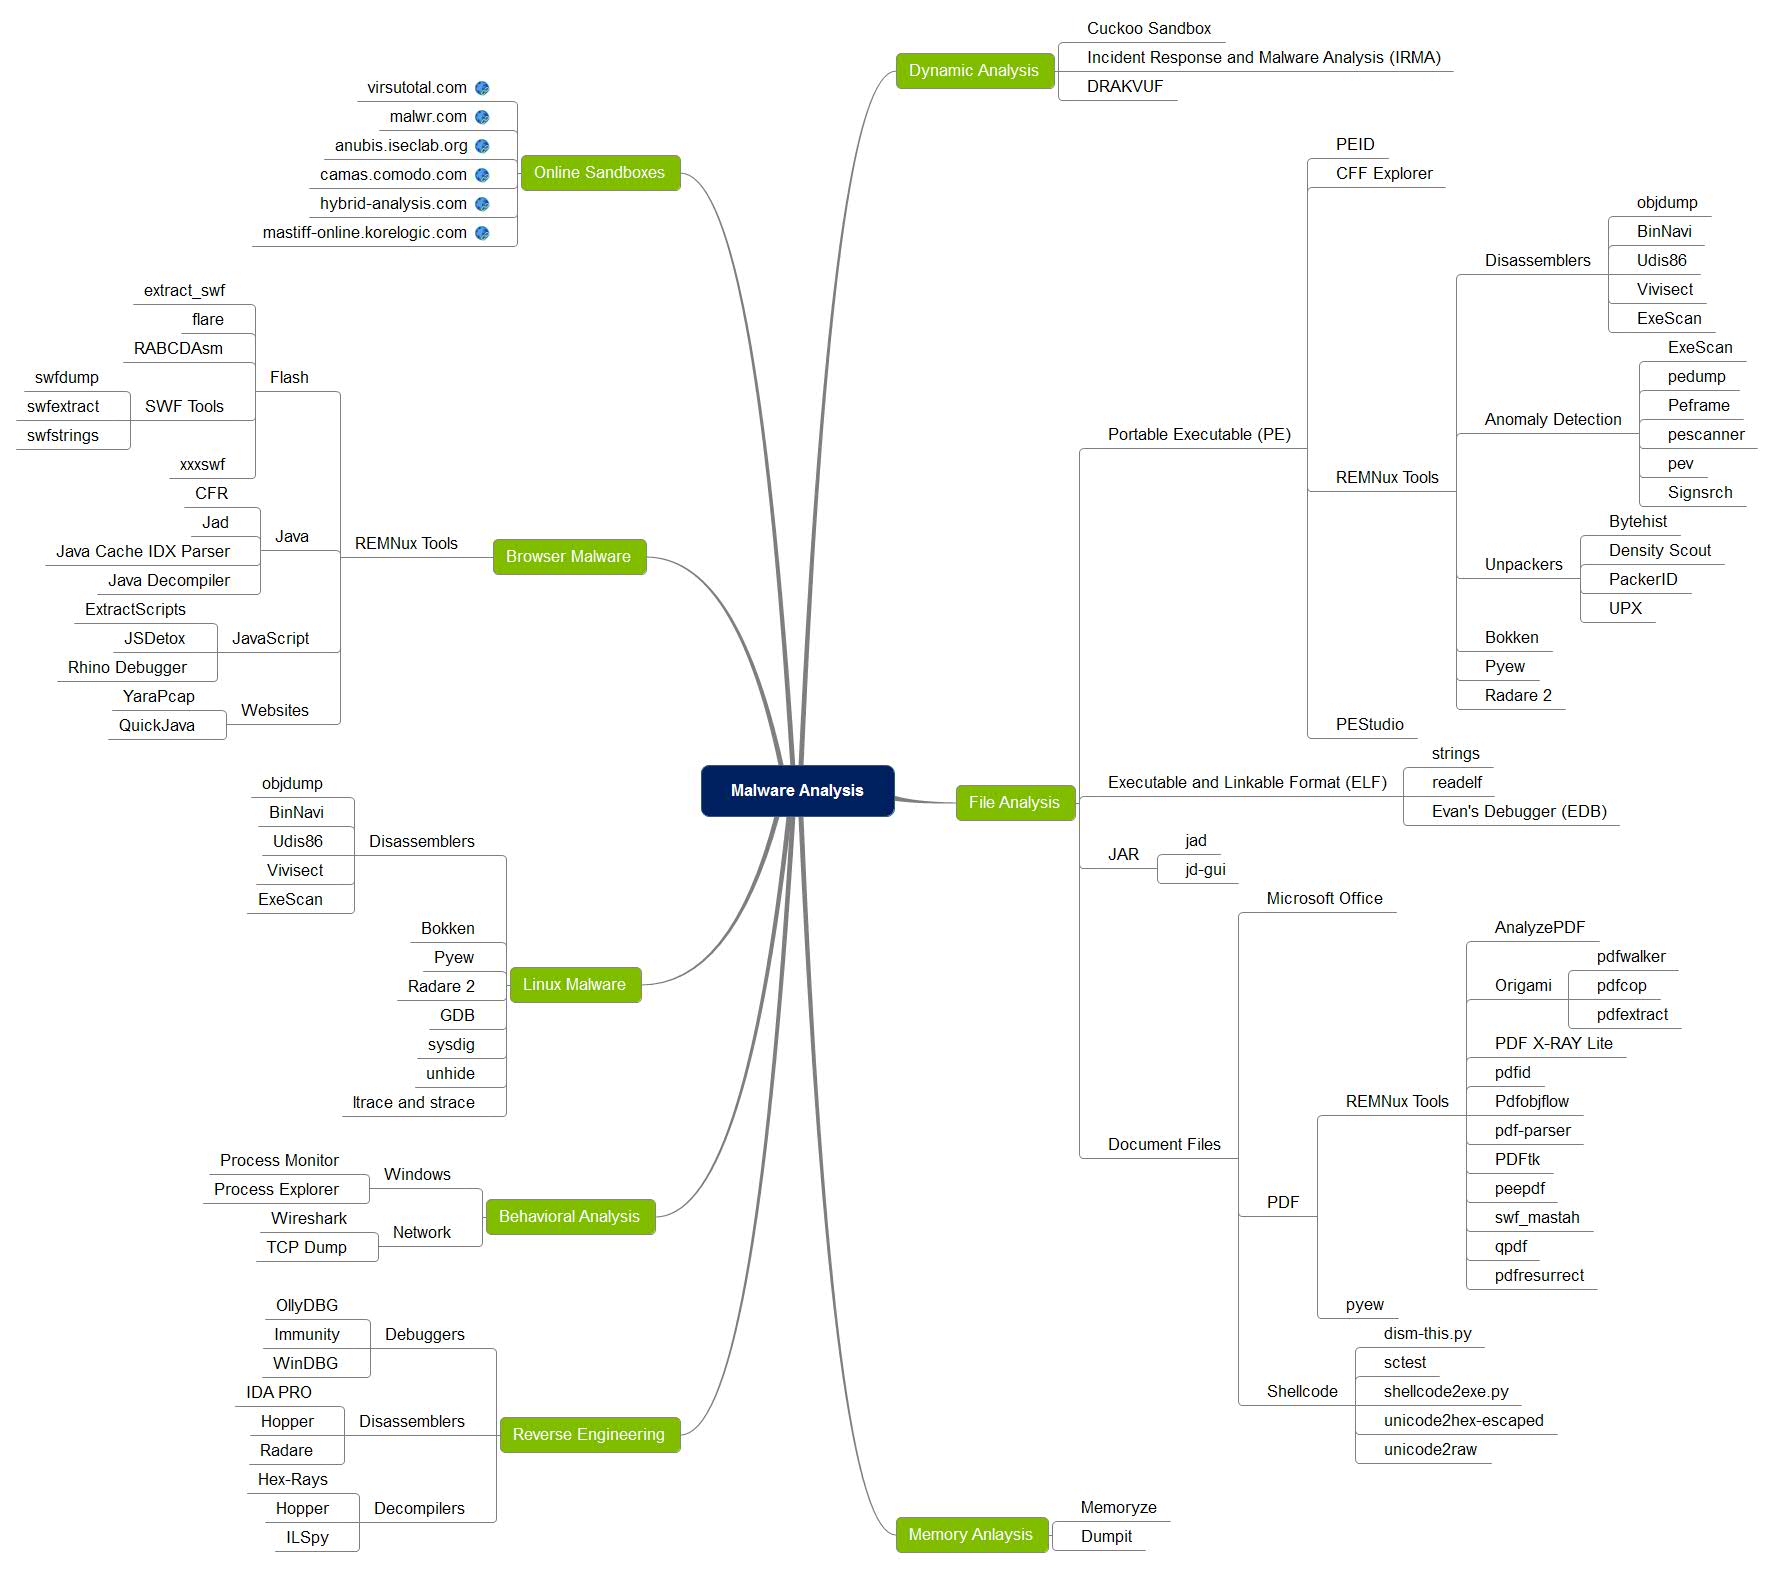 Malware Analysis
Dynamic Analysis
Cuckoo Sandbox
Incident Response and Malware Analysis (IRMA)
DRAKVUF
File Analysis
Portable Executable (PE)
PEID
CFF Explorer
REMNux Tools
Disassemblers
objdump
BinNavi
Udis86
Vivisect
ExeScan
Anomaly Detection
ExeScan
pedump
Peframe
pescanner
pev
Signsrch
Unpackers
Bytehist
Density Scout
PackerID
UPX
Bokken
Pyew
Radare 2
PEStudio
Executable and Linkable Format (ELF)
strings
readelf
Evan's Debugger (EDB)
JAR
jad
jd-gui
Document Files
Microsoft Office
PDF
REMNux Tools
AnalyzePDF
Origami
pdfwalker
pdfcop
pdfextract
PDF X-RAY Lite
pdfid
Pdfobjflow
pdf-parser
PDFtk
peepdf
swf_mastah
qpdf
pdfresurrect
pyew
Shellcode
dism-this.py
sctest
shellcode2exe.py
unicode2hex-escaped
unicode2raw
Memory Anlaysis
Memoryze
Dumpit
Online Sandboxes
virsutotal.com
malwr.com
anubis.iseclab.org
camas.comodo.com
hybrid-analysis.com
mastiff-online.korelogic.com
Browser Malware
REMNux Tools
Flash
extract_swf
flare
RABCDAsm
SWF Tools
swfdump
swfextract
swfstrings
xxxswf
Java
CFR
Jad
Java Cache IDX Parser
Java Decompiler
JavaScript
ExtractScripts
JSDetox
Rhino Debugger
Websites
YaraPcap
QuickJava
Linux Malware
Disassemblers
objdump
BinNavi
Udis86
Vivisect
ExeScan
Bokken
Pyew
Radare 2
GDB
sysdig
unhide
ltrace and strace
Behavioral Analysis
Windows
Process Monitor
Process Explorer
Network
Wireshark
TCP Dump
Reverse Engineering
Debuggers
OllyDBG
Immunity
WinDBG
Disassemblers
IDA PRO
Hopper
Radare
Decompilers
Hex-Rays
Hopper
ILSpy